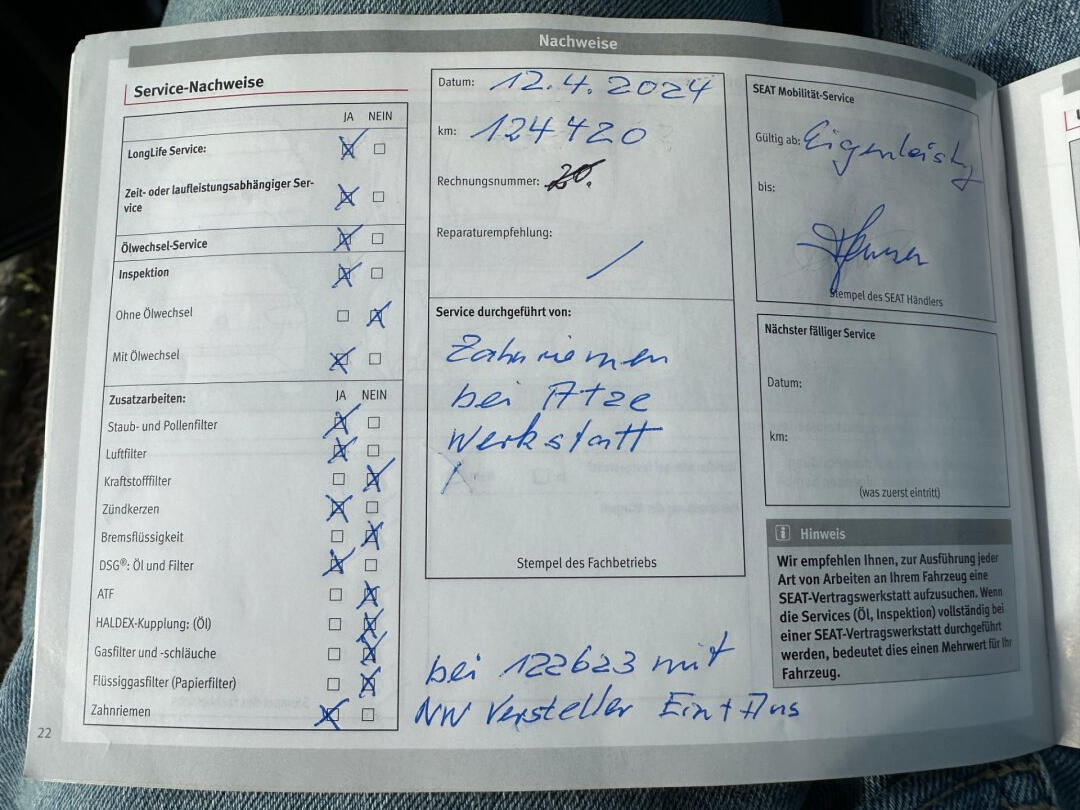 Nachweise
Service-Nachweise
JA NEIN
LongLife Service:
Zeit- oder laufleistungsabhängiger Ser-
vice
Ölwechsel-Service
Inspektion
Ohne Ölwechsel
Mit Ölwechsel
Zusatzarbeiten: JA NEIN
Staub- und Pollenfilter
Luftfilter
Kraftstofffilter
Zündkerzen
Bremsflüssigkeit
DSG®: Öl und Filter
ATF
HALDEX-Kupplung: (Öl)
Gasfilter und -schläuche
Flüssiggasfilter (Papierfilter)
Zahnriemen
22
Datum: 12.4.2024
km: 124420
Rechnungsnummer: 20.
Reparaturempfehlung:
Service durchgeführt von:
Zahnriemen
bei Atze
Werkstatt
Stempel des Fachbetriebs
bei 122623 mit
NW Versteller Ein + Aus
SEAT Mobilität-Service
Gültig ab: Eigenleistg
bis:
Stempel des SEAT Händlers
Nächster fälliger Service
Datum:
km:
(was zuerst eintritt)
i Hinweis
Wir empfehlen Ihnen, zur Ausführung jeder
Art von Arbeiten an Ihrem Fahrzeug eine
SEAT-Vertragswerkstatt aufzusuchen. Wenn
die Services (Öl, Inspektion) vollständig bei
einer SEAT-Vertragswerkstatt durchgeführt
werden, bedeutet dies einen Mehrwert für Ihr
Fahrzeug.